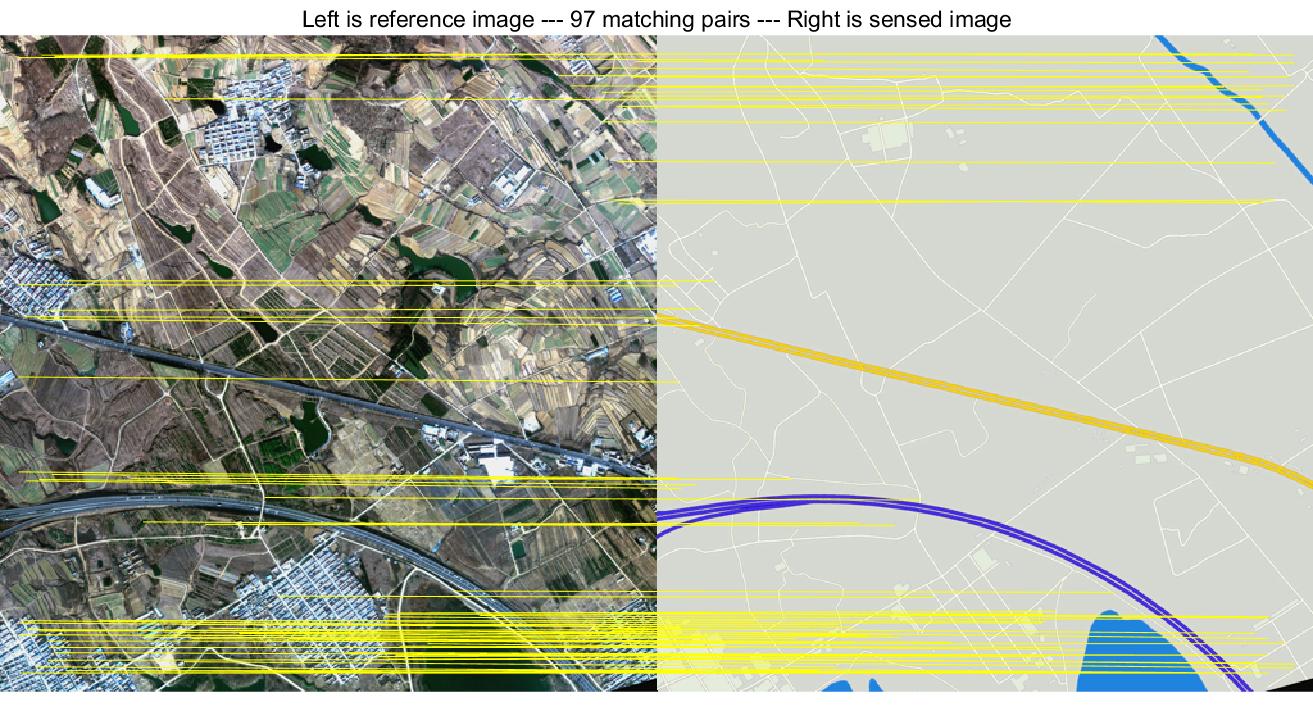 Left is reference image --- 97 matching pairs --- Right is sensed image